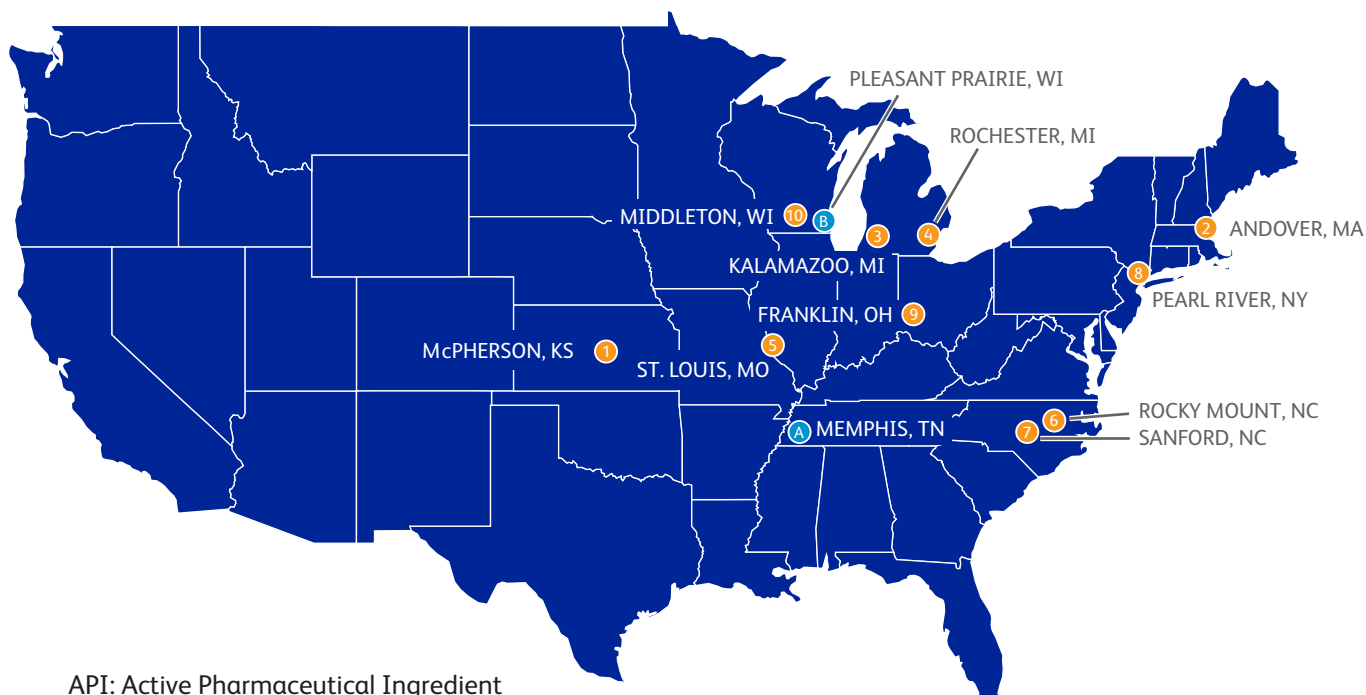 PLEASANT PRAIRIE, WI
ROCHESTER, MI
MIDDLETON, WI 10 B
3 4
2 ANDOVER, MA
KALAMAZOO, MI
8
PEARL RIVER, NY
FRANKLIN, OH 9
McPHERSON, KS 1
5
ST. LOUIS, MO
6 ROCKY MOUNT, NC
A MEMPHIS, TN
7 SANFORD, NC
API: Active Pharmaceutical Ingredient